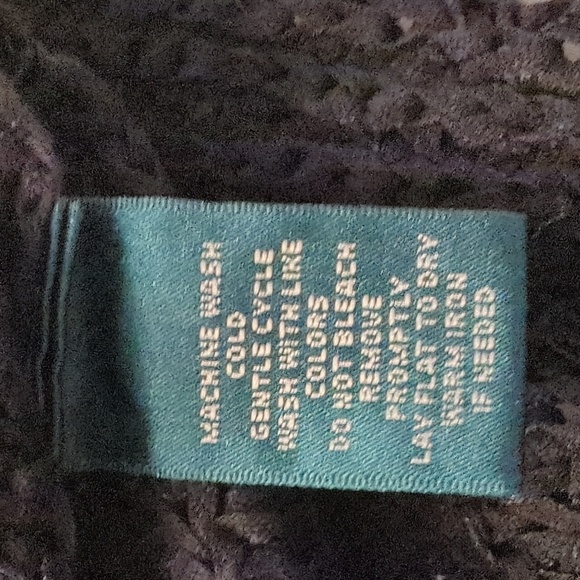 MACHINE WASH
COLD
GENTLE CYCLE
WASH WITH LIKE
COLORS
DO NOT BLEACH
REMOVE
PROMPTLY
LAY FLAT TO DRY
WARM IRON
IF NEEDED